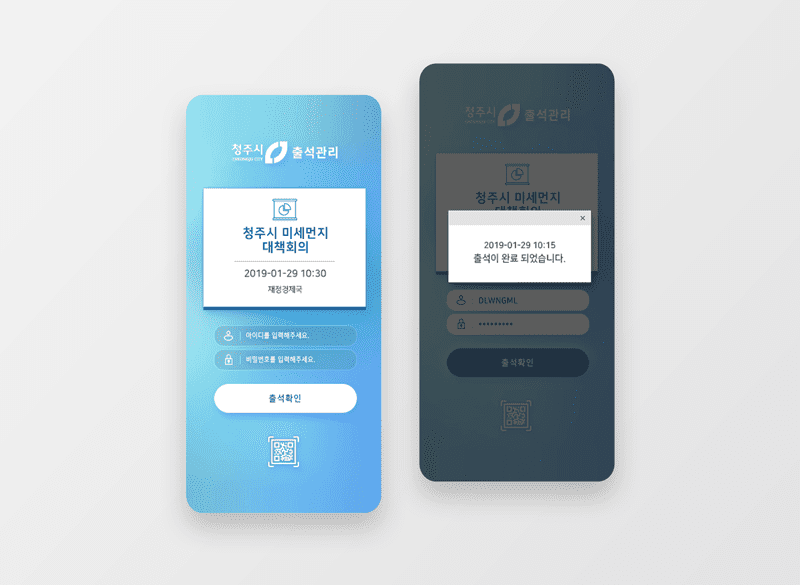 청주시
CHEONGJU CITY
출석관리
청주시 미세먼지
대책회의
2019-01-29 10:30
재정경제국
아이디를 입력해주세요.
비밀번호를 입력해주세요.
출석확인
청주시
출석관리
청주시 미세먼지
대책회의
×
2019-01-29 10:15
출석이 완료 되었습니다.
DLWNGML
•••••••••
출석확인